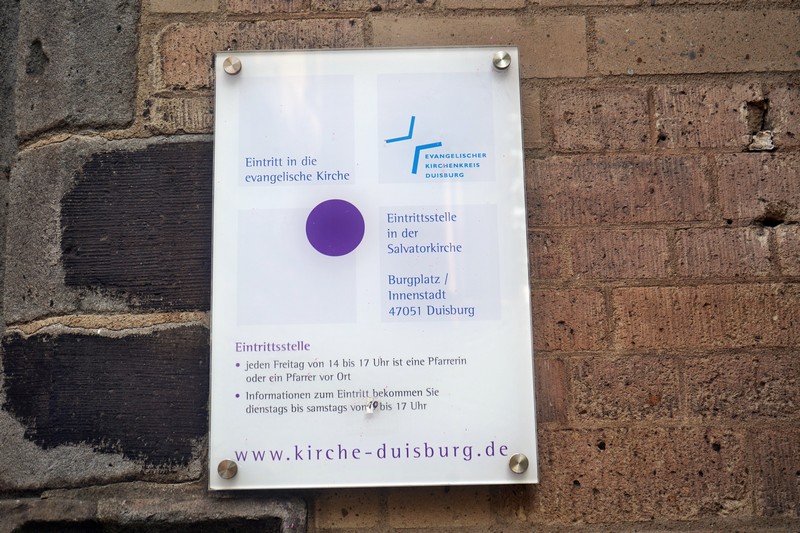 Eintritt in die
evangelische Kirche
EVANGELISCHER
KIRCHENKREIS
DUISBURG
Eintrittsstelle
in der
Salvatorkirche
Burgplatz /
Innenstadt
47051 Duisburg
Eintrittsstelle
• jeden Freitag von 14 bis 17 Uhr ist eine Pfarrerin
oder ein Pfarrer vor Ort
• Informationen zum Eintritt bekommen Sie
dienstags bis samstags von 10 bis 17 Uhr
www.kirche-duisburg.de